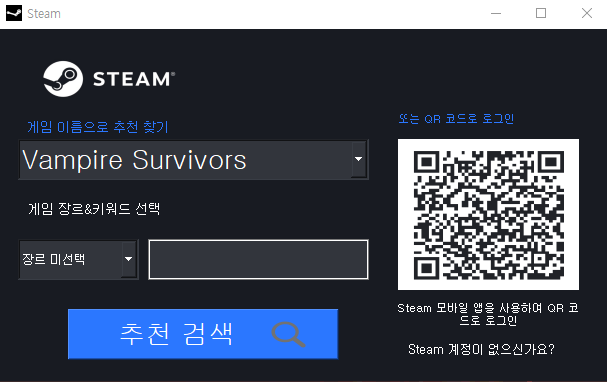 Steam
STEAM
게임 이름으로 추천 찾기
Vampire Survivors
게임 장르&키워드 선택
장르 미선택
추천 검색
또는 QR 코드로 로그인
Steam 모바일 앱을 사용하여 QR 코
드로 로그인
Steam 계정이 없으신가요?